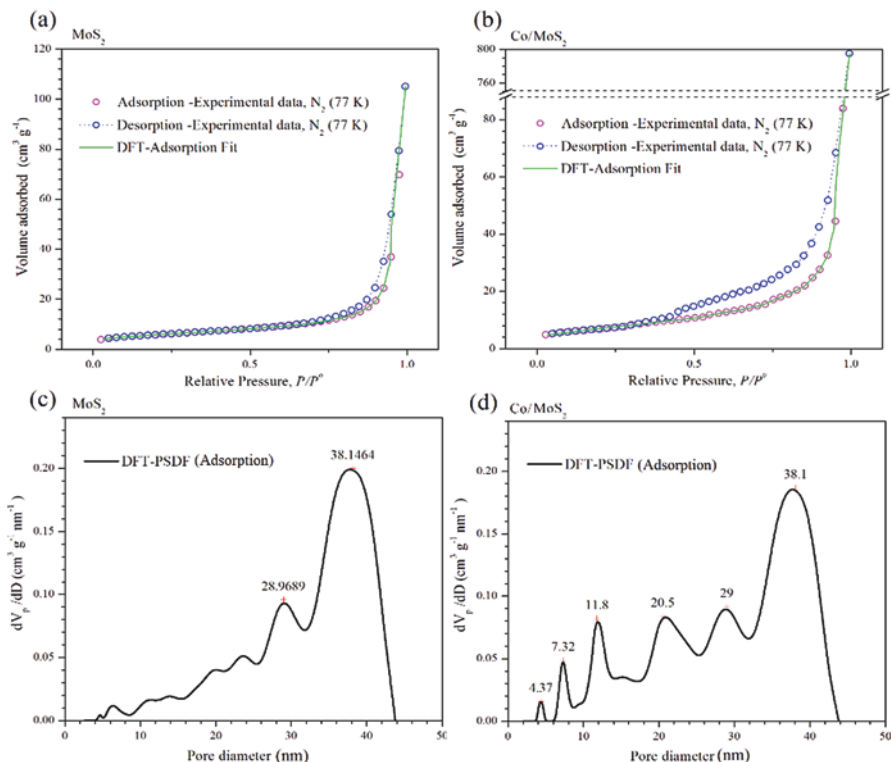 (a)
MoS₂
120
100
80
60
40
20
0
Volume adsorbed (cm³ g⁻¹)
Adsorption -Experimental data, N₂ (77 K)
Desorption -Experimental data, N₂ (77 K)
DFT-Adsorption Fit
0.0
0.5
1.0
Relative Pressure, P/P⁰
(b)
Co/MoS₂
800
760
80
60
40
20
0
Volume adsorbed (cm³ g⁻¹)
Adsorption -Experimental data, N₂ (77 K)
Desorption -Experimental data, N₂ (77 K)
DFT-Adsorption Fit
0.0
0.5
1.0
Relative Pressure, P/P⁰
(c)
MoS₂
0.20
0.15
0.10
0.05
0.00
dVₚ/dD (cm³ g⁻¹ nm⁻¹)
DFT-PSDF (Adsorption)
38.1464
28.9689
0
10
20
30
40
50
Pore diameter (nm)
(d)
Co/MoS₂
0.20
0.15
0.10
0.05
0.00
dVₚ/dD (cm³ g⁻¹ nm⁻¹)
DFT-PSDF (Adsorption)
38.1
4.37
7.32
11.8
20.5
29
0
10
20
30
40
50
Pore diameter (nm)